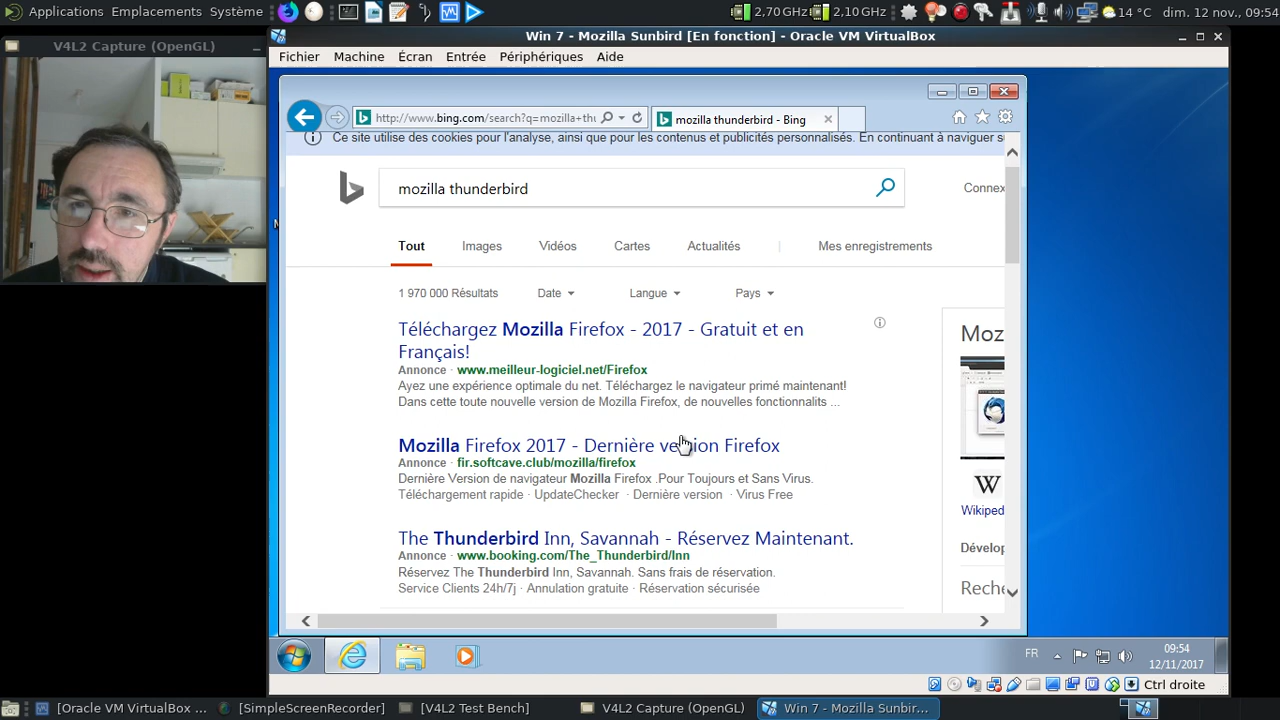 Applications Emplacements Système
2,70 GHz 2,10 GHz 14 °C dim. 12 nov., 09:54
V4L2 Capture (OpenGL)
Win 7 - Mozilla Sunbird [En fonction] - Oracle VM VirtualBox
Fichier Machine Écran Entrée Périphériques Aide
http://www.bing.com/search?q=mozilla+thu
mozilla thunderbird - Bing
Ce site utilise des cookies pour l'analyse, ainsi que pour les contenus et publicités personnalisés. En continuant à naviguer s
mozilla thunderbird
Connex
Tout Images Vidéos Cartes Actualités Mes enregistrements
1 970 000 Résultats Date Langue Pays
Téléchargez Mozilla Firefox - 2017 - Gratuit et en
Français!
Annonce · www.meilleur-logiciel.net/Firefox
Ayez une expérience optimale du net. Téléchargez le navigateur primé maintenant!
Dans cette toute nouvelle version de Mozilla Firefox, de nouvelles fonctionnalits ...
Mozilla Firefox 2017 - Dernière version Firefox
Annonce · fir.softcave.club/mozilla/firefox
Dernière Version de navigateur Mozilla Firefox .Pour Toujours et Sans Virus.
Téléchargement rapide · UpdateChecker · Dernière version · Virus Free
The Thunderbird Inn, Savannah - Réservez Maintenant.
Annonce · www.booking.com/The_Thunderbird/Inn
Réservez The Thunderbird Inn, Savannah. Sans frais de réservation.
Service Clients 24h/7j · Annulation gratuite · Réservation sécurisée
Moz
W
Wikiped
Dévelop
Reche
FR
09:54
12/11/2017
Ctrl droite
[Oracle VM VirtualBox ... [SimpleScreenRecorder] [V4L2 Test Bench] V4L2 Capture (OpenGL) Win 7 - Mozilla Sunbir...